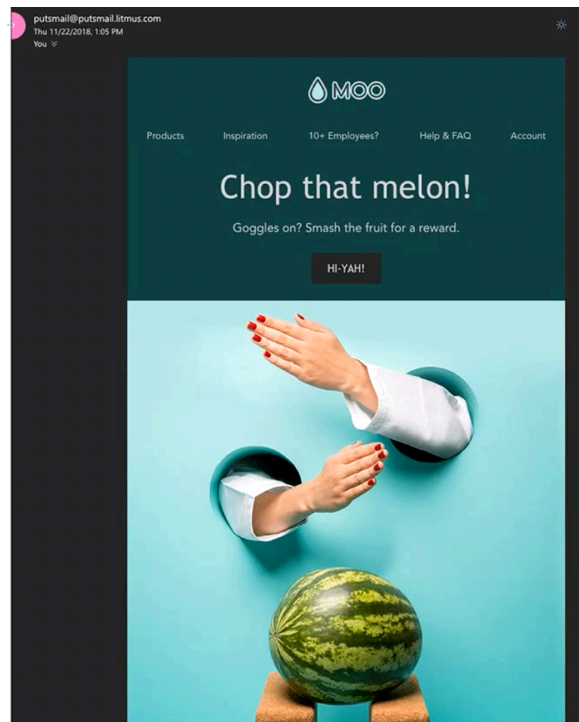 putsmail@putsmail.litmus.com
Thu 11/22/2018, 1:05 PM
You
MOO
Products Inspiration 10+ Employees? Help & FAQ Account
Chop that melon!
Goggles on? Smash the fruit for a reward.
HI-YAH!